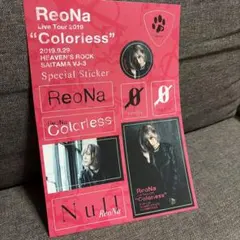 ReoNa
Live Tour 2019
"Colorless"
2019.9.29
HEAVEN'S ROCK
SAITAMA VJ-3
Special Sticker
ReoNa
Colorless
ReoNa
"Colorless"
Null
ReoNa